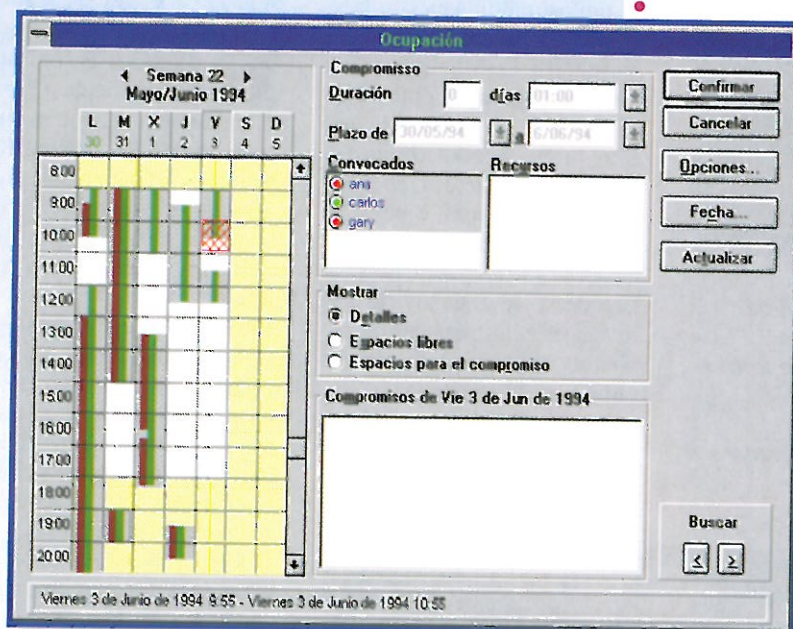 Ocupación
Semana 22
Mayo/Junio 1994
L M X J V S D
30 31 1 2 3 4 5
8:00
9:00
10:00
11:00
12:00
13:00
14:00
15:00
16:00
17:00
18:00
19:00
20:00
Compromisso
Duración 0 días 01:00
Plazo de 30/05/94 a 6/06/94
Convocados
ana
carlos
gary
Recursos
Mostrar
Detalles
Espacios libres
Espacios para el compromiso
Compromisos de Vie 3 de Jun de 1994
Confirmar
Cancelar
Opciones...
Fecha...
Actualizar
Buscar
< >
Viernes 3 de Junio de 1994 9:55 - Viernes 3 de Junio de 1994 10:55